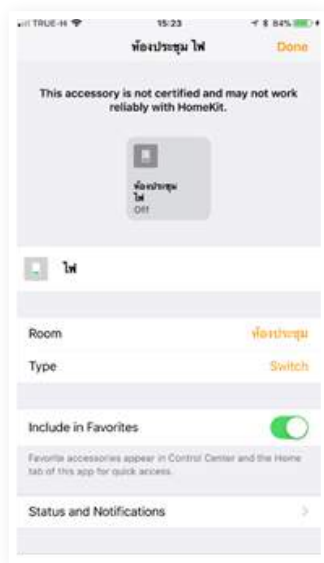 TRUE-H
15:23
84%
ห้องประชุม ไฟ
Done
This accessory is not certified and may not work
reliably with HomeKit.
ห้องประชุม
ไฟ
Off
ไฟ
Room
ห้องประชุม
Type
Switch
Include in Favorites
Favorite accessories appear in Control Center and the Home
tab of this app for quick access.
Status and Notifications